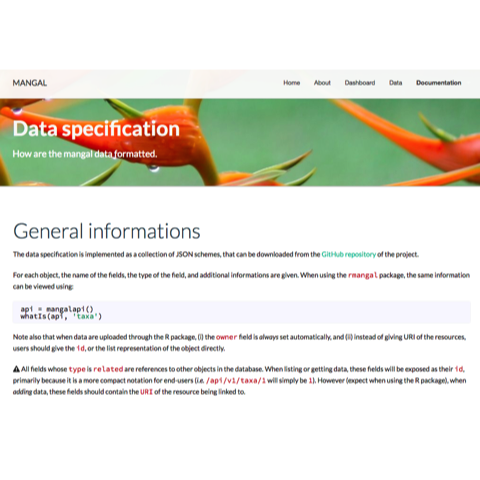 MANGAL
Home About Dashboard Data Documentation
Data specification
How are the mangal data formatted.
General informations
The data specification is implemented as a collection of JSON schemes, that can be downloaded from the GitHub repository of the project.
For each object, the name of the fields, the type of the field, and additional informations are given. When using the rmangal package, the same information
can be viewed using:
api = mangalapi()
whatIs(api, 'taxa')
Note also that when data are uploaded through the R package, (i) the owner field is always set automatically, and (ii) instead of giving URI of the resources,
users should give the id, or the list representation of the object directly.
⚠ All fields whose type is related are references to other objects in the database. When listing or getting data, these fields will be exposed as their id,
primarily because it is a more compact notation for end-users (i.e. /api/v1/taxa/1 will simply be 1). However (expect when using the R package), when
adding data, these fields should contain the URI of the resource being linked to.